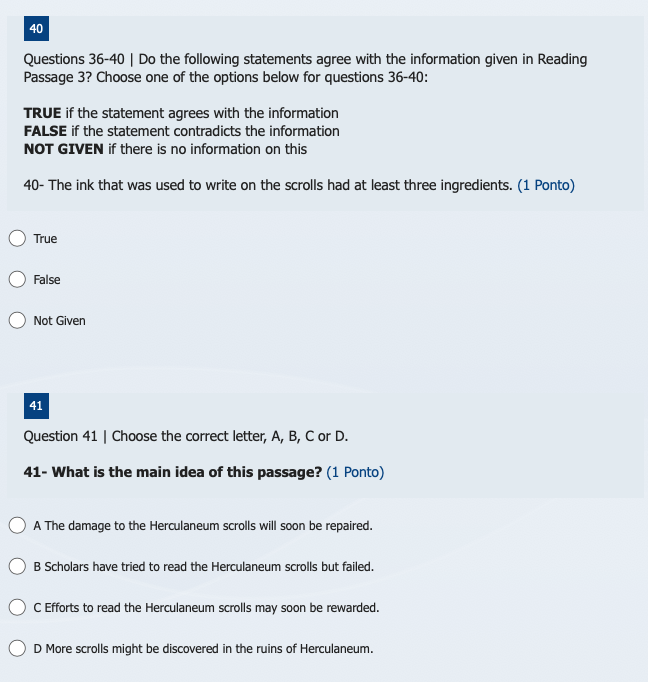 40
Questions 36-40 | Do the following statements agree with the information given in Reading
Passage 3? Choose one of the options below for questions 36-40:
TRUE if the statement agrees with the information
FALSE if the statement contradicts the information
NOT GIVEN if there is no information on this
40- The ink that was used to write on the scrolls had at least three ingredients. (1 Ponto)
True
False
Not Given
41
Question 41 | Choose the correct letter, A, B, C or D.
41- What is the main idea of this passage? (1 Ponto)
A The damage to the Herculaneum scrolls will soon be repaired.
B Scholars have tried to read the Herculaneum scrolls but failed.
C Efforts to read the Herculaneum scrolls may soon be rewarded.
D More scrolls might be discovered in the ruins of Herculaneum.